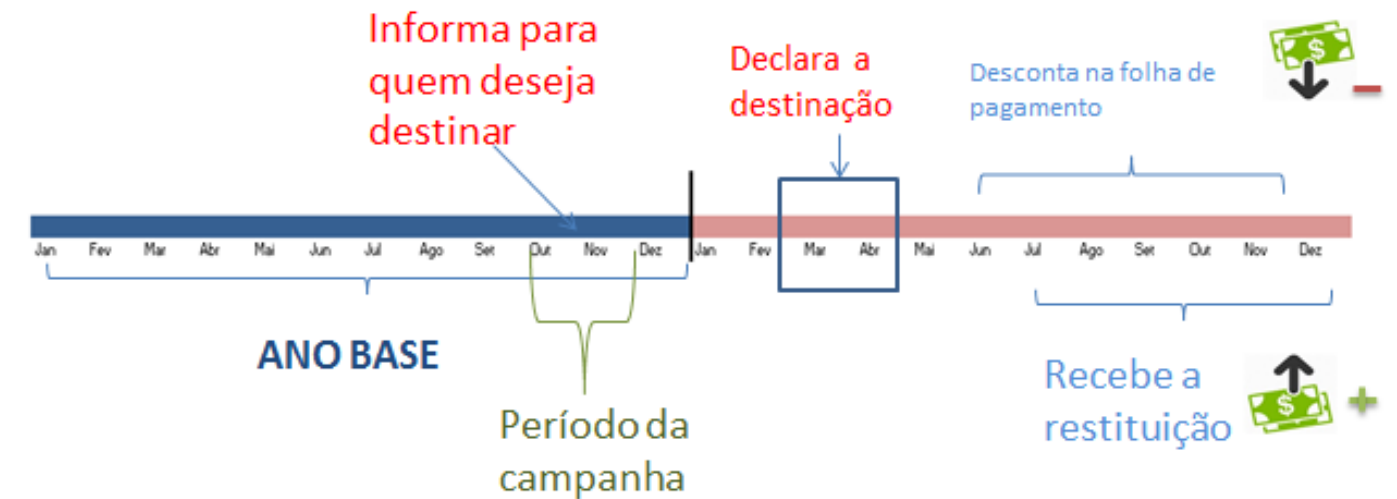 Informa para
quem deseja
destinar
Declara a
destinação
Desconta na folha de
pagamento
$
Jan Fev Mar Abr Mai Jun Jul Ago Set Out Nov Dez Jan Fev Mar Abr Mai Jun Jul Ago Set Out Nov Dez
ANO BASE
Período da
campanha
Recebe a
restituição
$